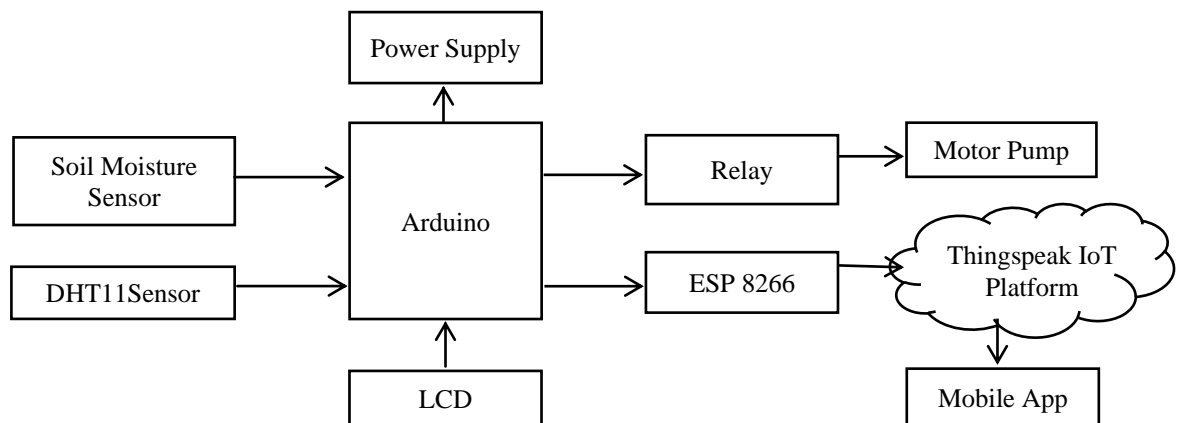 Power Supply
Soil Moisture
Sensor
Arduino
Relay
Motor Pump
DHT11Sensor
ESP 8266
Thingspeak IoT
Platform
LCD
Mobile App